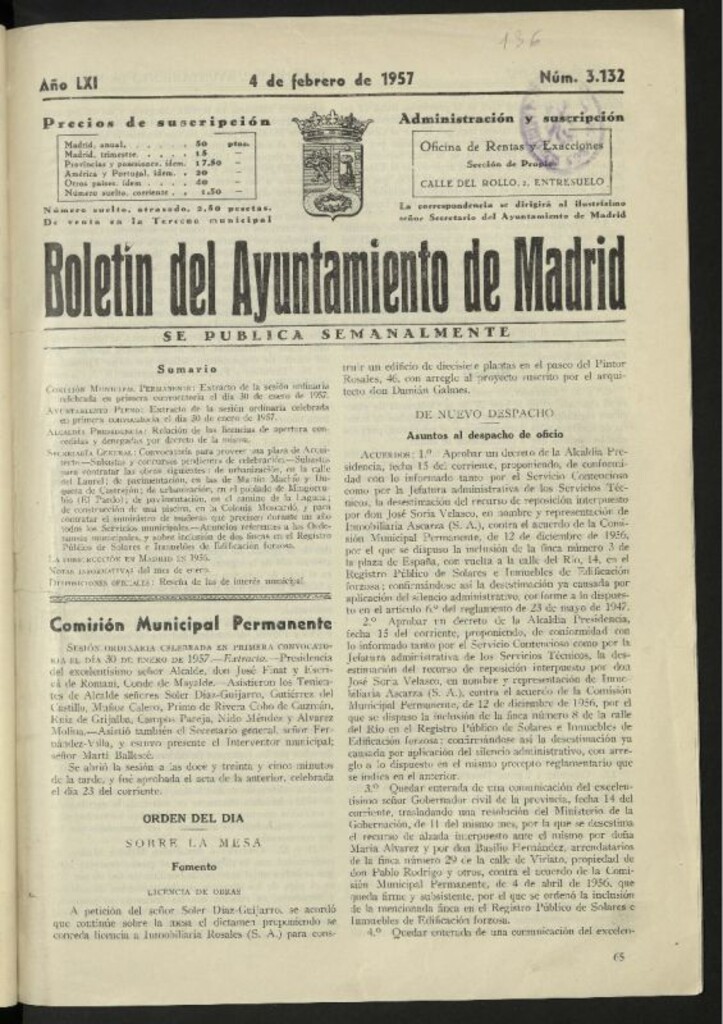 136
Año LXI
4 de febrero de 1957
Núm. 3.132
Precios de suscripción
Madrid, anual. . . . . . 50 ptas.
Madrid, trimestre. . . . . 15 –
Provincias y posesiones, ídem. 17,50 –
América y Portugal, ídem . . 20 –
Otros países, ídem . . . . 40 –
Número suelto, corriente. . . 1,50 –
Número suelto, atrasado, 2,50 pesetas.
De venta en la Tercena municipal
Administración y suscripción
Oficina de Rentas y Exacciones
Sección de
CALLE DEL ROLLO, 2, ENTRESUELO
La correspondencia se dirigirá al ilustrísimo
señor Secretario del Ayuntamiento de Madrid
Boletín del Ayuntamiento de Madrid
SE PUBLICA SEMANALMENTE
Sumario
COMISIÓN MUNICIPAL PERMANENTE: Extracto de la sesión ordinaria
celebrada en primera convocatoria el día 30 de enero de 1957.
AYUNTAMIENTO PLENO: Extracto de la sesión ordinaria celebrada
en primera convocatoria el día 30 de enero de 1957.
ALCALDÍA PRESIDENCIA: Relación de las licencias de apertura con-
cedidas y denegadas por decreto de la misma.
SECRETARÍA GENERAL: Convocatoria para proveer una plaza de Arqui-
tecto.—Subastas y concursos pendientes de celebración.—Subastas
para contratar las obras siguientes: de urbanización, en la calle
del Laurel; de pavimentación, en las de Martín Machío y Du-
questa de Castrejón; de urbanización, en el poblado de Mingorru-
bio (El Pardo); de pavimentación, en el camino de la Laguna;
de construcción de una piscina, en la Colonia Moscardó, y para
contratar el suministro de maderas que precisen durante un año
todos los Servicios municipales.—Anuncios referentes a las Orde-
nanzas municipales, y sobre inclusión de dos fincas en el Registro
Público de Solares e Inmuebles de Edificación forzosa.
LA CONSTRUCCIÓN EN MADRID EN 1956.
NOTAS INFORMATIVAS del mes de enero.
DISPOSICIONES OFICIALES: Reseña de las de interés municipal.
Comisión Municipal Permanente
SESIÓN ORDINARIA CELEBRADA EN PRIMERA CONVOCATO-
RIA EL DÍA 30 DE ENERO DE 1957.—Extracto.—Presidencia
del excelentísimo señor Alcalde, don José Finat y Escri-
vá de Romaní, Conde de Mayalde.—Asistieron los Tenien-
tes de Alcalde señores Soler Díaz-Guijarro, Gutiérrez del
Castillo, Muñoz Calero, Primo de Rivera Cobo de Guzmán,
Ruiz de Grijalba, Campos Pareja, Nido Méndez y Alvarez
Molina.—Asistió también el Secretario general, señor Fer-
nández-Villa, y estuvo presente el Interventor municipal,
señor Martí Ballesté.
Se abrió la sesión a las doce y treinta y cinco minutos
de la tarde, y fué aprobada el acta de la anterior, celebrada
el día 23 del corriente.
ORDEN DEL DIA
SOBRE LA MESA
Fomento
LICENCIA DE OBRAS
A petición del señor Soler Díaz-Guijarro, se acordó
que continúe sobre la mesa el dictamen proponiendo se
conceda licencia a Inmobiliaria Rosales (S. A.) para cons-
truir un edificio de diecisiete plantas en el paseo del Pintor
Rosales, 46, con arreglo al proyecto suscrito por el arqui-
tecto don Damián Galmes.
DE NUEVO DESPACHO
Asuntos al despacho de oficio
ACUERDOS: 1.º Aprobar un decreto de la Alcaldía Pre-
sidencia, fecha 15 del corriente, proponiendo, de conformi-
dad con lo informado tanto por el Servicio Contencioso
como por la Jefatura administrativa de los Servicios Téc-
nicos, la desestimación del recurso de reposición interpuesto
por don José Soria Velasco, en nombre y representación de
Inmobiliaria Ascarza (S. A.), contra el acuerdo de la Comi-
sión Municipal Permanente, de 12 de diciembre de 1956,
por el que se dispuso la inclusión de la finca número 3 de
la plaza de España, con vuelta a la calle del Río, 14, en el
Registro Público de Solares e Inmuebles de Edificación
forzosa; confirmándose así la desestimación ya causada por
aplicación del silencio administrativo, conforme a lo dispues-
to en el artículo 6.º del reglamento de 23 de mayo de 1947.
2.º Aprobar un decreto de la Alcaldía Presidencia,
fecha 15 del corriente, proponiendo, de conformidad con
lo informado tanto por el Servicio Contencioso como por la
Jefatura administrativa de los Servicios Técnicos, la des-
estimación del recurso de reposición interpuesto por don
José Soria Velasco, en nombre y representación de Inmo-
biliaria Ascarza (S. A.), contra el acuerdo de la Comisión
Municipal Permanente, de 12 de diciembre de 1956, por el
que se dispuso la inclusión de la finca número 8 de la calle
del Río en el Registro Público de Solares e Inmuebles de
Edificación forzosa; confirmándose así la desestimación ya
causada por aplicación del silencio administrativo, con arre-
glo a lo dispuesto en el mismo precepto reglamentario que
se indica en el anterior.
3.º Quedar enterada de una comunicación del excelen-
tísimo señor Gobernador civil de la provincia, fecha 14 del
corriente, trasladando una resolución del Ministerio de la
Gobernación, de 11 del mismo mes, por la que se desestima
el recurso de alzada interpuesto ante el mismo por doña
María Alvarez y por don Basilio Hernández, arrendatarios
de la finca número 29 de la calle de Viriato, propiedad de
don Pablo Rodrigo y otros, contra el acuerdo de la Comi-
sión Municipal Permanente, de 4 de abril de 1956, que
queda firme y subsistente, por el que se ordenó la inclusión
de la mencionada finca en el Registro Público de Solares e
Inmuebles de Edificación forzosa.
4.º Quedar enterada de una comunicación del excelen-
65